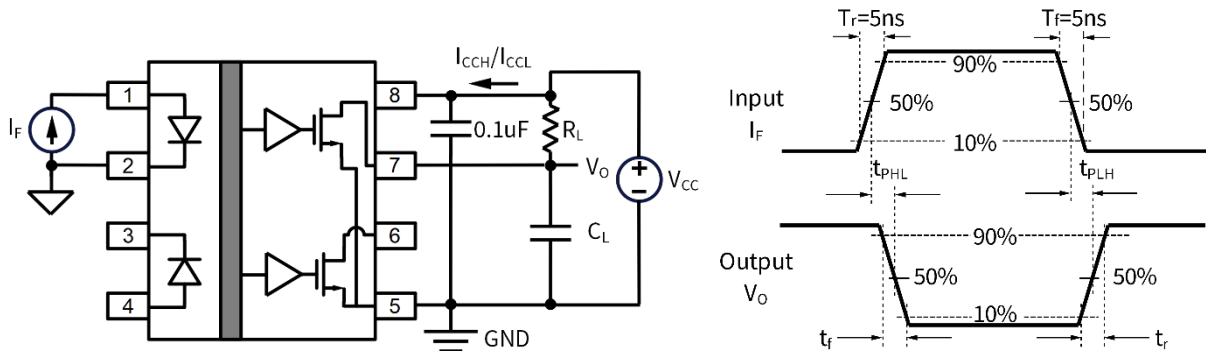 I_CCH/I_CCL
1
8
I_F
0.1uF
R_L
2
7
V_O
V_CC
+
−
3
6
C_L
4
5
GND
T_r=5ns
T_f=5ns
90%
Input
I_F
50%
50%
10%
t_PHL
t_PLH
90%
Output
V_O
50%
50%
10%
t_f
t_r